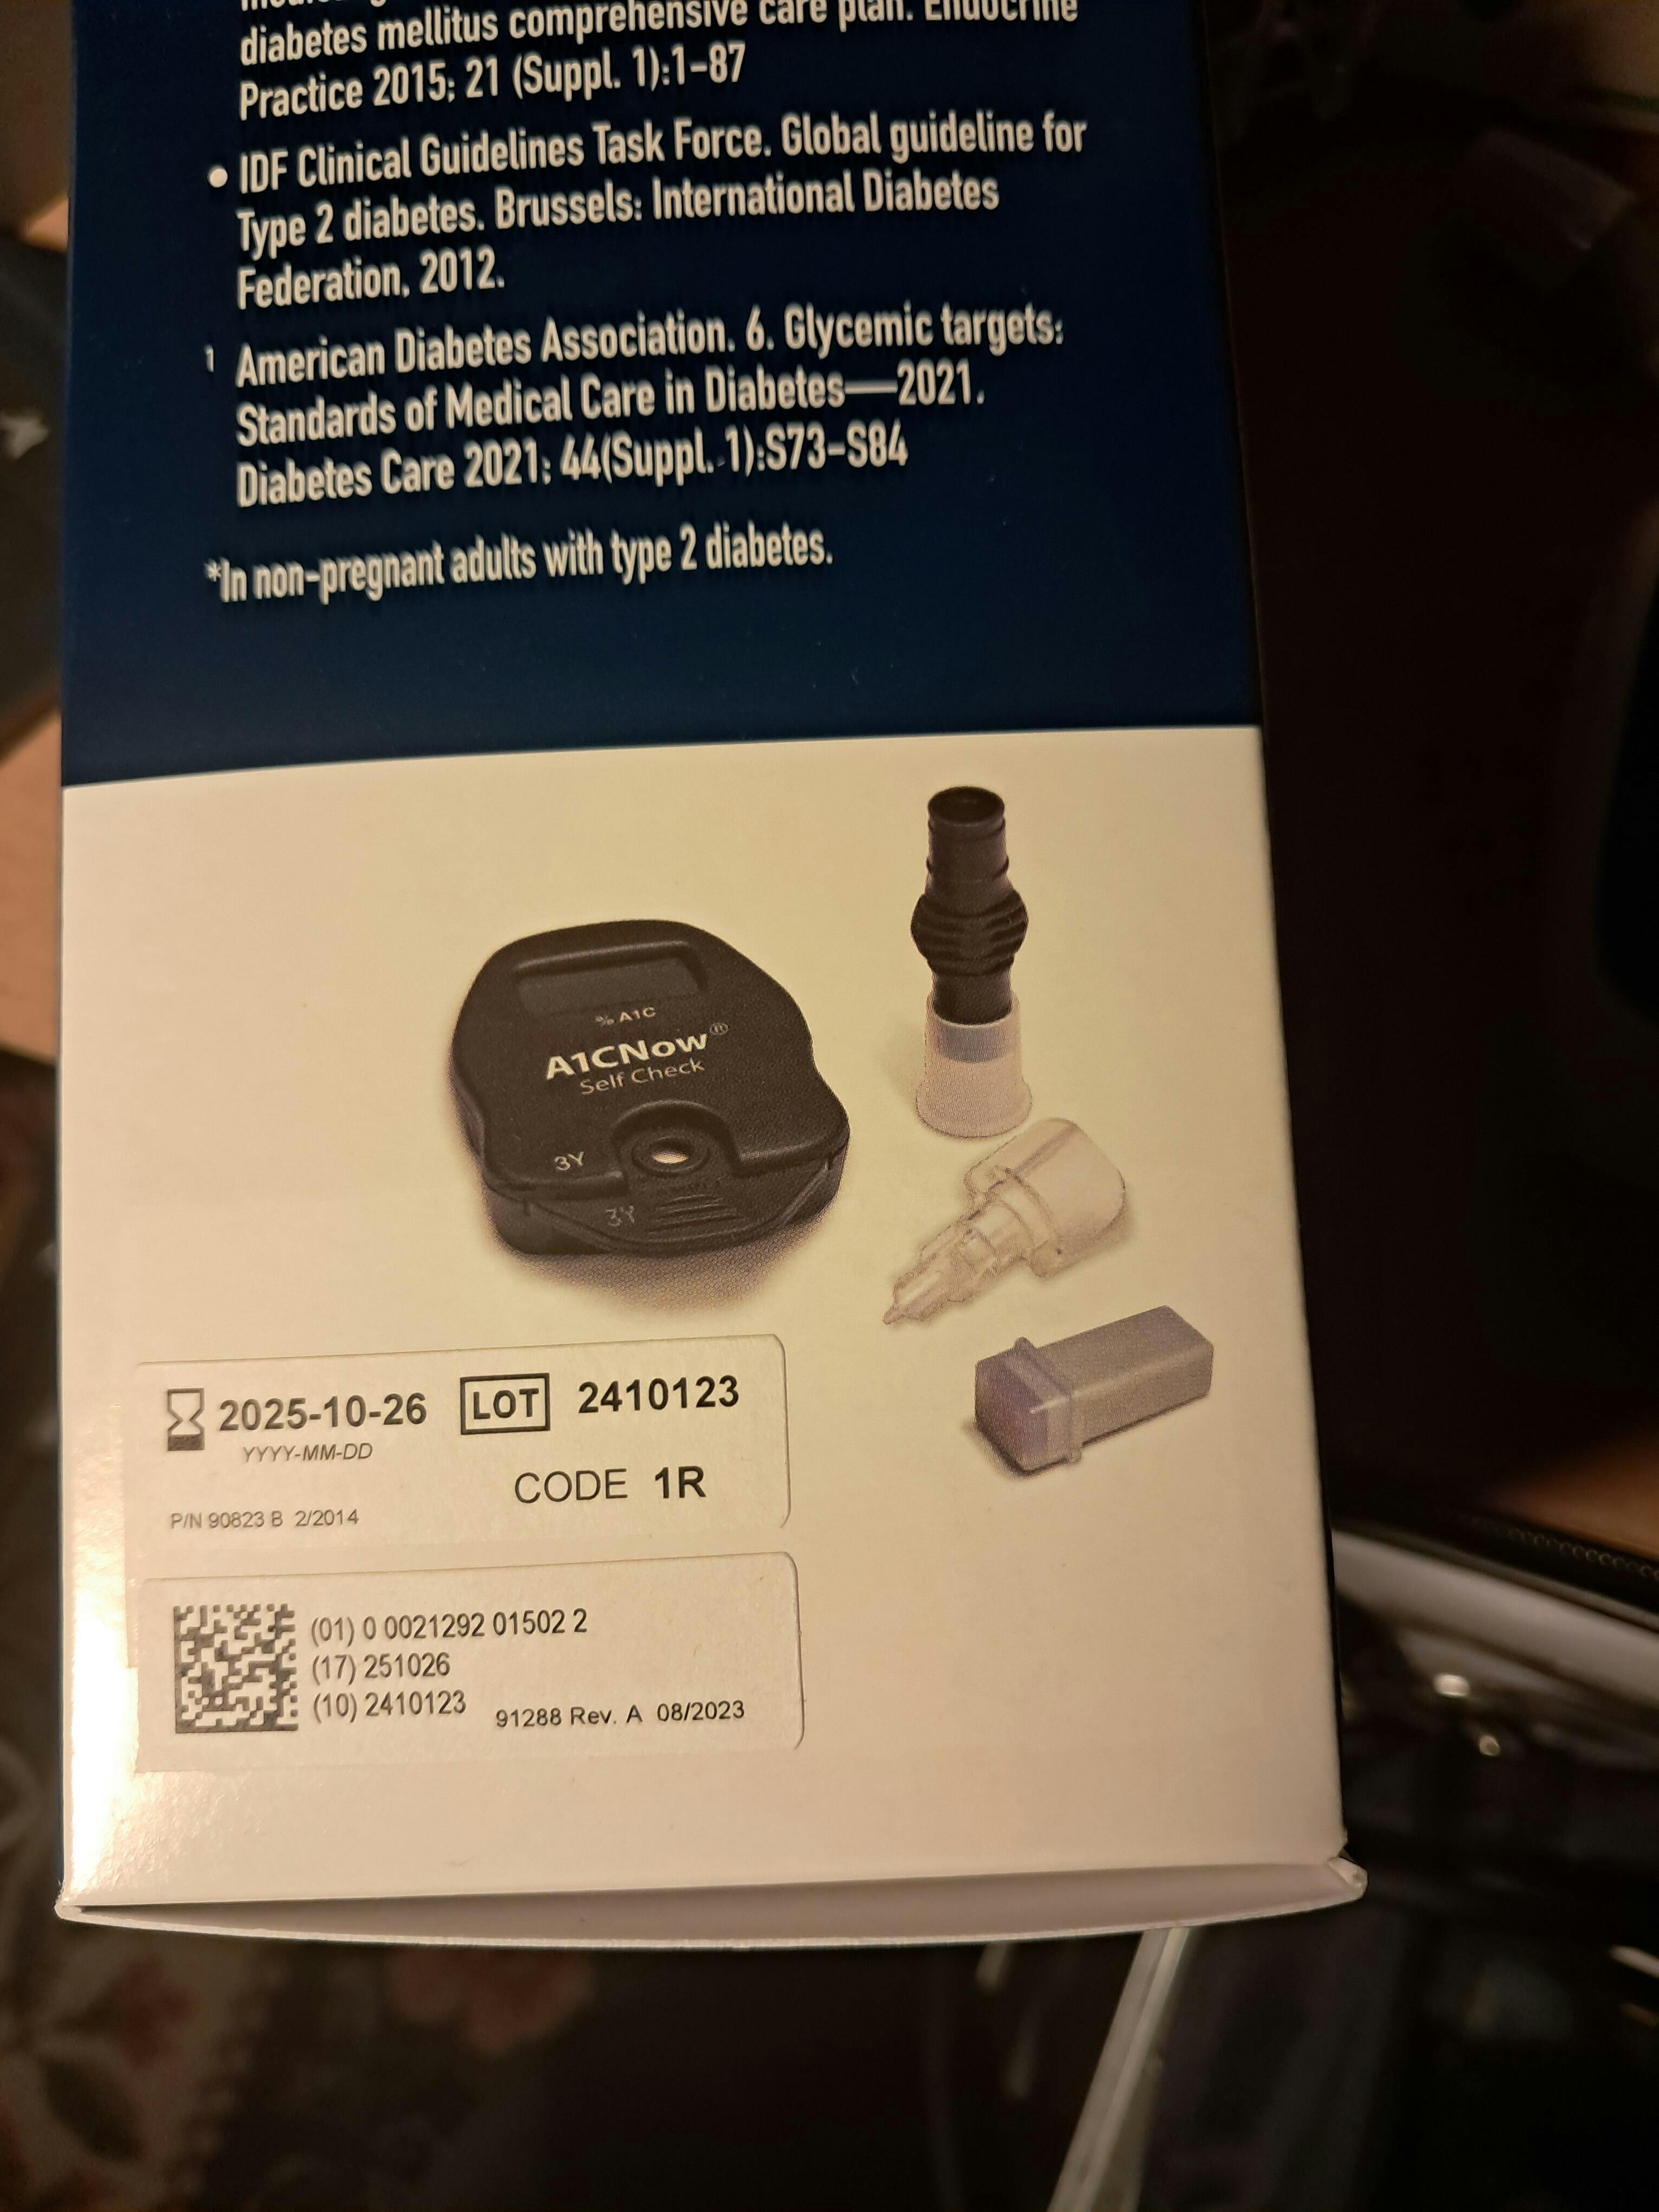 diabetes mellitus comprehensive care plan. Endocrine
Practice 2015; 21 (Suppl. 1):1-87
• IDF Clinical Guidelines Task Force. Global guideline for
Type 2 diabetes. Brussels: International Diabetes
Federation, 2012.
1 American Diabetes Association. 6. Glycemic targets:
Standards of Medical Care in Diabetes—2021.
Diabetes Care 2021; 44(Suppl. 1):S73-S84
*In non-pregnant adults with type 2 diabetes.
% A1C
A1CNow®
Self Check
3Y
3Y
2025-10-26 LOT 2410123
YYYY-MM-DD
CODE 1R
P/N 90823 B 2/2014
(01) 0 0021292 01502 2
(17) 251026
(10) 2410123 91288 Rev. A 08/2023